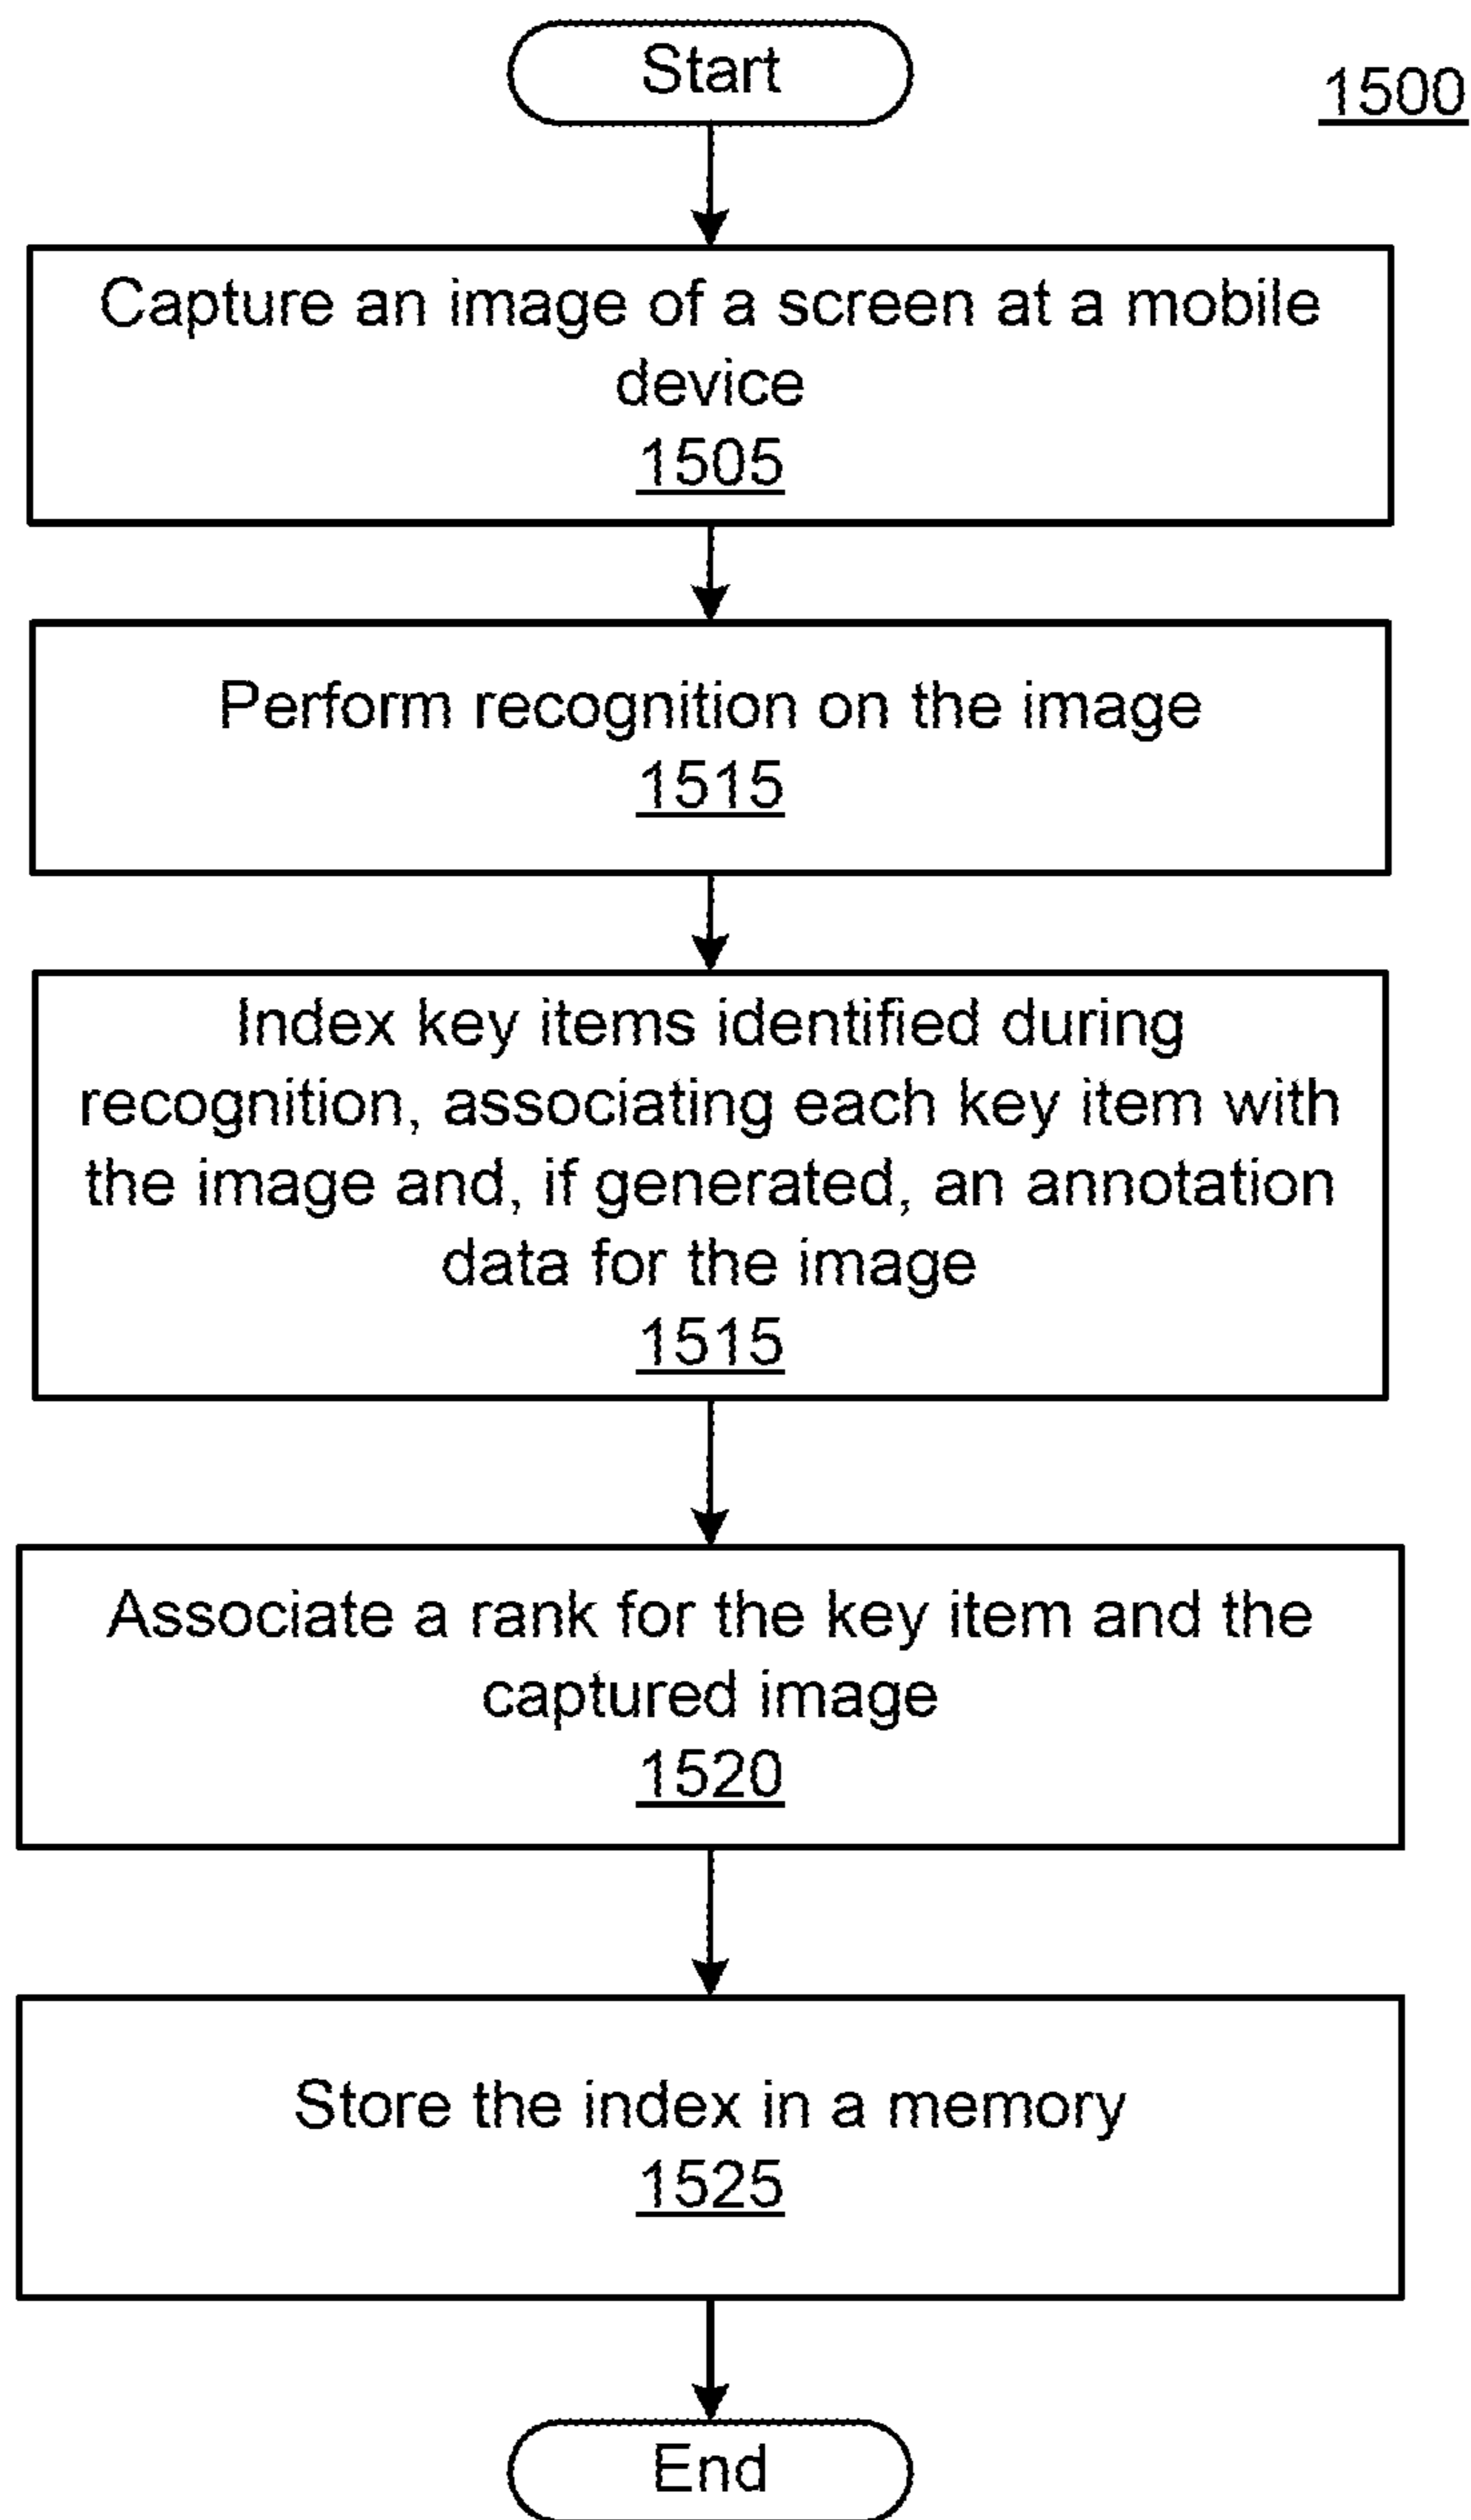 Start
1500
Capture an image of a screen at a mobile
device
1505
Perform recognition on the image
1515
Index key items identified during
recognition, associating each key item with
the image and, if generated, an annotation
data for the image
1515
Associate a rank for the key item and the
captured image
1520
Store the index in a memory
1525
End